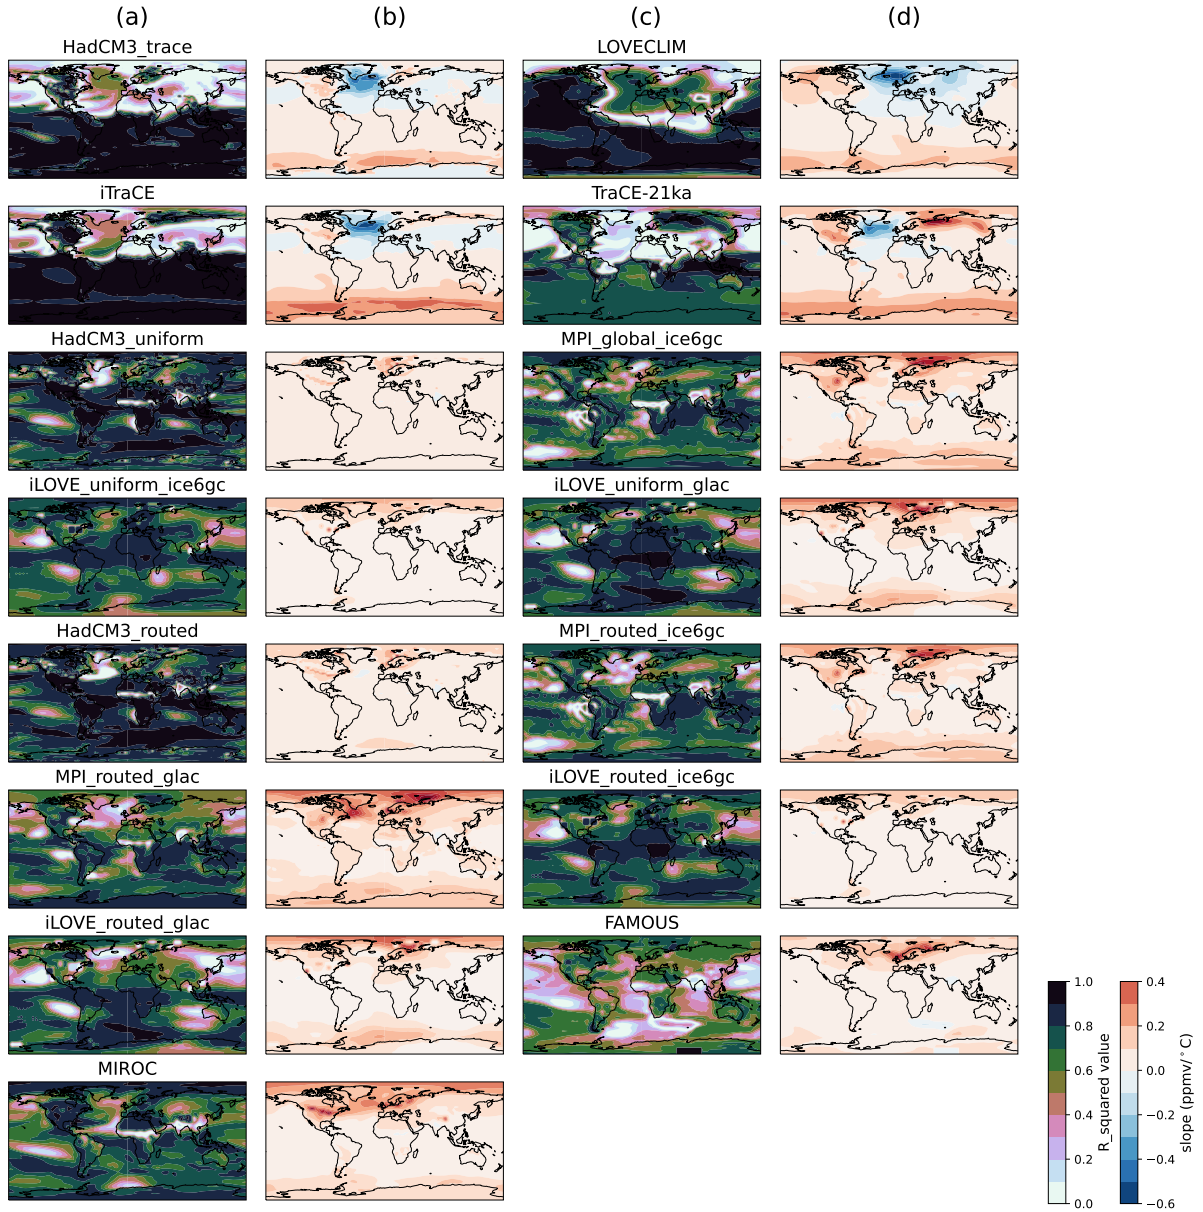 (a) (b) (c) (d)
HadCM3_trace LOVECLIM
iTraCE TraCE-21ka
HadCM3_uniform MPI_global_ice6gc
iLOVE_uniform_ice6gc iLOVE_uniform_glac
HadCM3_routed MPI_routed_ice6gc
MPI_routed_glac iLOVE_routed_ice6gc
iLOVE_routed_glac FAMOUS
MIROC
1.0 0.4
0.8 0.2
0.6 0.0
0.4 −0.2
0.2 −0.4
0.0 −0.6
R_squared value
slope (ppmv/°C)